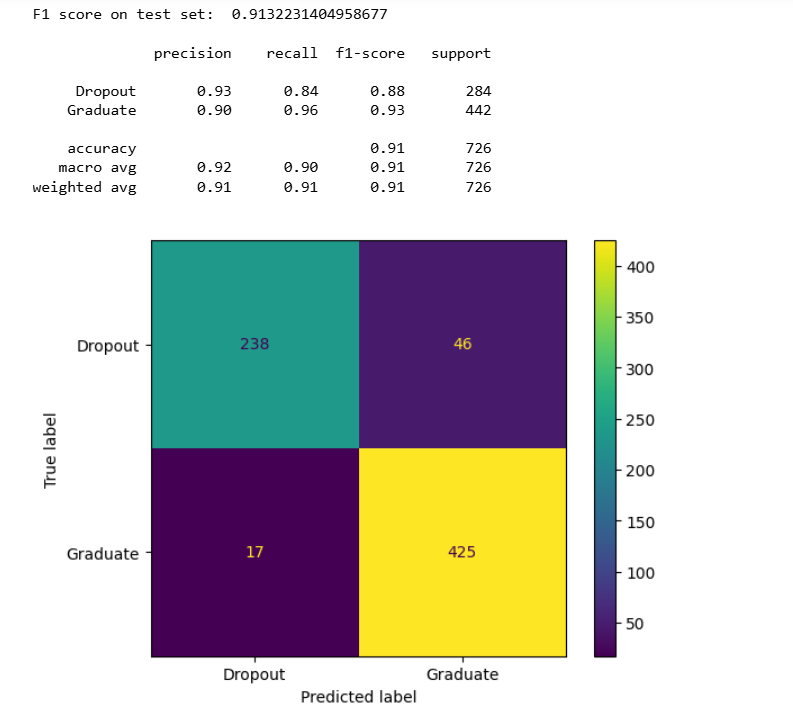 F1 score on test set:  0.9132231404958677
precision recall f1-score support
Dropout 0.93 0.84 0.88 284
Graduate 0.90 0.96 0.93 442
accuracy 0.91 726
macro avg 0.92 0.90 0.91 726
weighted avg 0.91 0.91 0.91 726
400
350
Dropout 238 46
300
250
True label
200
150
Graduate 17 425
100
50
Dropout Graduate
Predicted label